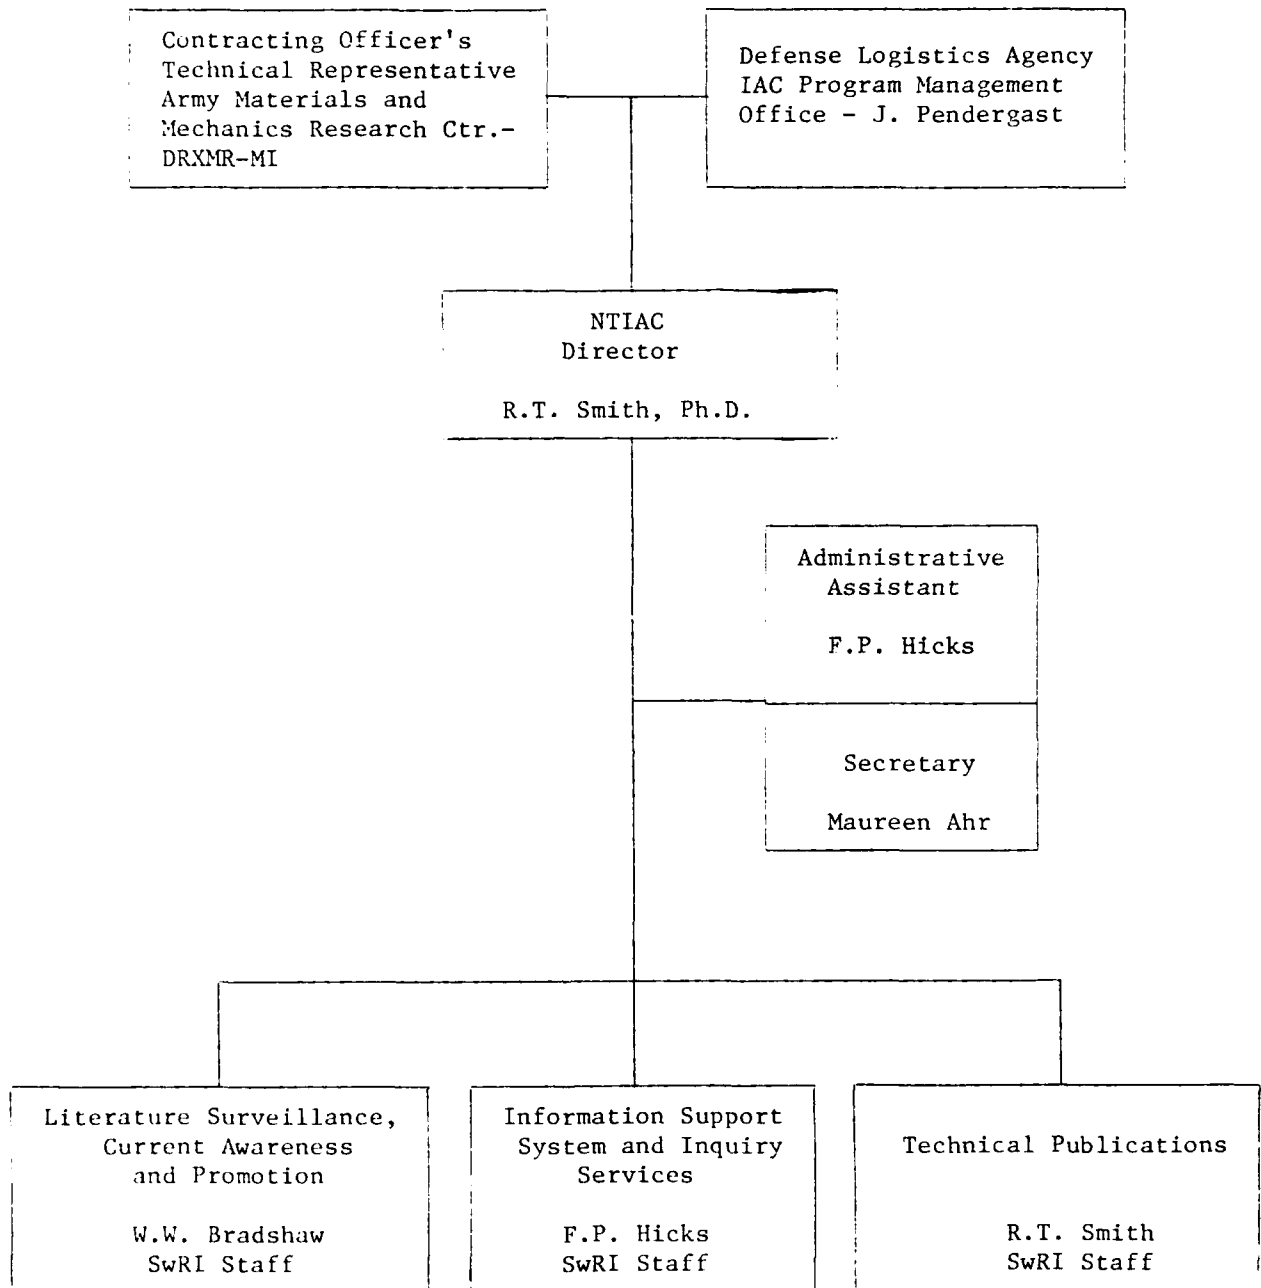 Contracting Officer's
Technical Representative
Army Materials and
Mechanics Research Ctr.-
DRXMR-MI
Defense Logistics Agency
IAC Program Management
Office - J. Pendergast
NTIAC
Director
R.T. Smith, Ph.D.
Administrative
Assistant
F.P. Hicks
Secretary
Maureen Ahr
Literature Surveillance,
Current Awareness
and Promotion
W.W. Bradshaw
SwRI Staff
Information Support
System and Inquiry
Services
F.P. Hicks
SwRI Staff
Technical Publications
R.T. Smith
SwRI Staff